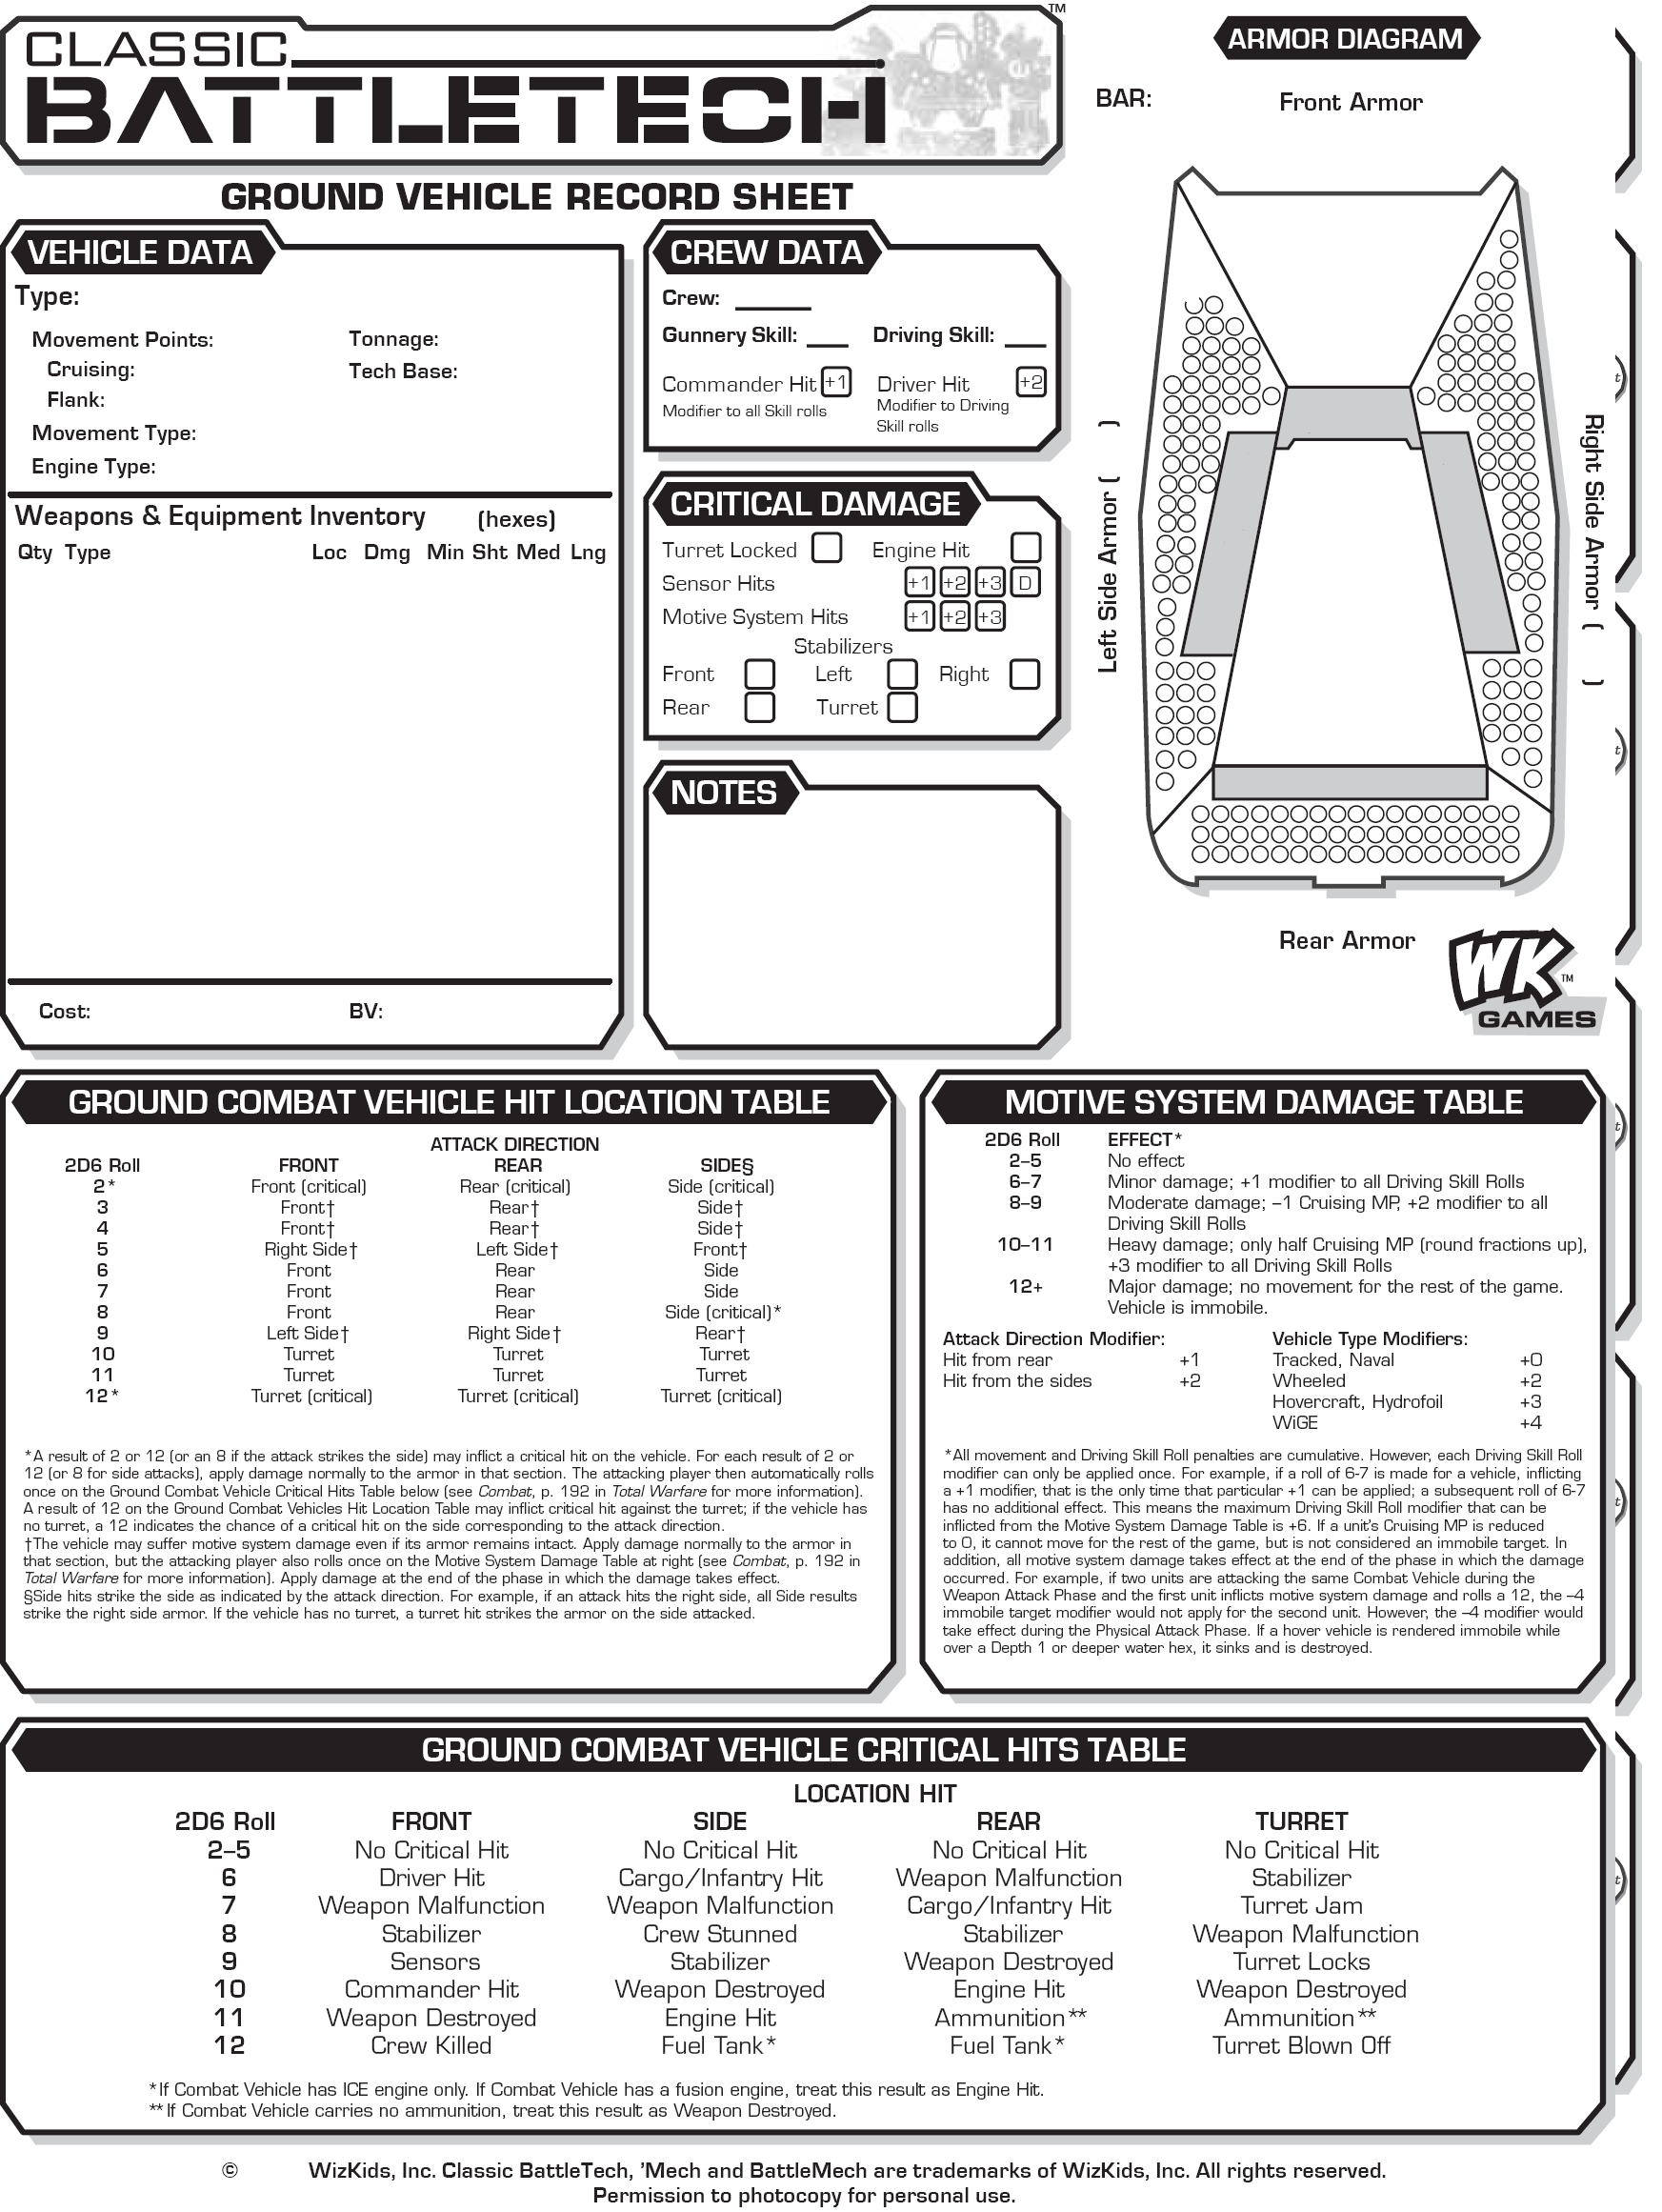 CLASSIC
BATTLETECH
TM
GROUND VEHICLE RECORD SHEET
VEHICLE DATA
Type:
Movement Points:
Tonnage:
Cruising:
Tech Base:
Flank:
Movement Type:
Engine Type:
Weapons & Equipment Inventory (hexes)
Qty Type Loc Dmg Min Sht Med Lng
Cost: BV:
CREW DATA
Crew:
Gunnery Skill: Driving Skill:
Commander Hit +1 Driver Hit +2
Modifier to all Skill rolls
Modifier to Driving
Skill rolls
CRITICAL DAMAGE
Turret Locked Engine Hit
Sensor Hits +1 +2 +3 D
Motive System Hits +1 +2 +3
Stabilizers
Front Left Right
Rear Turret
NOTES
ARMOR DIAGRAM
BAR: Front Armor
Left Side Armor ( )
Right Side Armor ( )
Rear Armor
WK
TM
GAMES
GROUND COMBAT VEHICLE HIT LOCATION TABLE
ATTACK DIRECTION
2D6 Roll FRONT REAR SIDE§
2* Front (critical) Rear (critical) Side (critical)
3 Front† Rear† Side†
4 Front† Rear† Side†
5 Right Side† Left Side† Front†
6 Front Rear Side
7 Front Rear Side
8 Front Rear Side (critical)*
9 Left Side† Right Side† Rear†
10 Turret Turret Turret
11 Turret Turret Turret
12* Turret (critical) Turret (critical) Turret (critical)
*A result of 2 or 12 (or an 8 if the attack strikes the side) may inflict a critical hit on the vehicle. For each result of 2 or
12 (or 8 for side attacks), apply damage normally to the armor in that section. The attacking player then automatically rolls
once on the Ground Combat Vehicle Critical Hits Table below (see Combat, p. 192 in Total Warfare for more information).
A result of 12 on the Ground Combat Vehicles Hit Location Table may inflict critical hit against the turret; if the vehicle has
no turret, a 12 indicates the chance of a critical hit on the side corresponding to the attack direction.
†The vehicle may suffer motive system damage even if its armor remains intact. Apply damage normally to the armor in
that section, but the attacking player also rolls once on the Motive System Damage Table at right (see Combat, p. 192 in
Total Warfare for more information). Apply damage at the end of the phase in which the damage takes effect.
§Side hits strike the side as indicated by the attack direction. For example, if an attack hits the right side, all Side results
strike the right side armor. If the vehicle has no turret, a turret hit strikes the armor on the side attacked.
MOTIVE SYSTEM DAMAGE TABLE
2D6 Roll EFFECT*
2–5 No effect
6–7 Minor damage; +1 modifier to all Driving Skill Rolls
8–9 Moderate damage; –1 Cruising MP, +2 modifier to all
Driving Skill Rolls
10–11 Heavy damage; only half Cruising MP (round fractions up),
+3 modifier to all Driving Skill Rolls
12+ Major damage; no movement for the rest of the game.
Vehicle is immobile.
Attack Direction Modifier: Vehicle Type Modifiers:
Hit from rear +1 Tracked, Naval +0
Hit from the sides +2 Wheeled +2
Hovercraft, Hydrofoil +3
WiGE +4
*All movement and Driving Skill Roll penalties are cumulative. However, each Driving Skill Roll
modifier can only be applied once. For example, if a roll of 6-7 is made for a vehicle, inflicting
a +1 modifier, that is the only time that particular +1 can be applied; a subsequent roll of 6-7
has no additional effect. This means the maximum Driving Skill Roll modifier that can be
inflicted from the Motive System Damage Table is +6. If a unit's Cruising MP is reduced
to 0, it cannot move for the rest of the game, but is not considered an immobile target. In
addition, all motive system damage takes effect at the end of the phase in which the damage
occurred. For example, if two units are attacking the same Combat Vehicle during the
Weapon Attack Phase and the first unit inflicts motive system damage and rolls a 12, the –4
immobile target modifier would not apply for the second unit. However, the –4 modifier would
take effect during the Physical Attack Phase. If a hover vehicle is rendered immobile while
over a Depth 1 or deeper water hex, it sinks and is destroyed.
GROUND COMBAT VEHICLE CRITICAL HITS TABLE
LOCATION HIT
2D6 Roll FRONT SIDE REAR TURRET
2–5 No Critical Hit No Critical Hit No Critical Hit No Critical Hit
6 Driver Hit Cargo/Infantry Hit Weapon Malfunction Stabilizer
7 Weapon Malfunction Weapon Malfunction Cargo/Infantry Hit Turret Jam
8 Stabilizer Crew Stunned Stabilizer Weapon Malfunction
9 Sensors Stabilizer Weapon Destroyed Turret Locks
10 Commander Hit Weapon Destroyed Engine Hit Weapon Destroyed
11 Weapon Destroyed Engine Hit Ammunition** Ammunition**
12 Crew Killed Fuel Tank* Fuel Tank* Turret Blown Off
*If Combat Vehicle has ICE engine only. If Combat Vehicle has a fusion engine, treat this result as Engine Hit.
**If Combat Vehicle carries no ammunition, treat this result as Weapon Destroyed.
© WizKids, Inc. Classic BattleTech, 'Mech and BattleMech are trademarks of WizKids, Inc. All rights reserved.
Permission to photocopy for personal use.